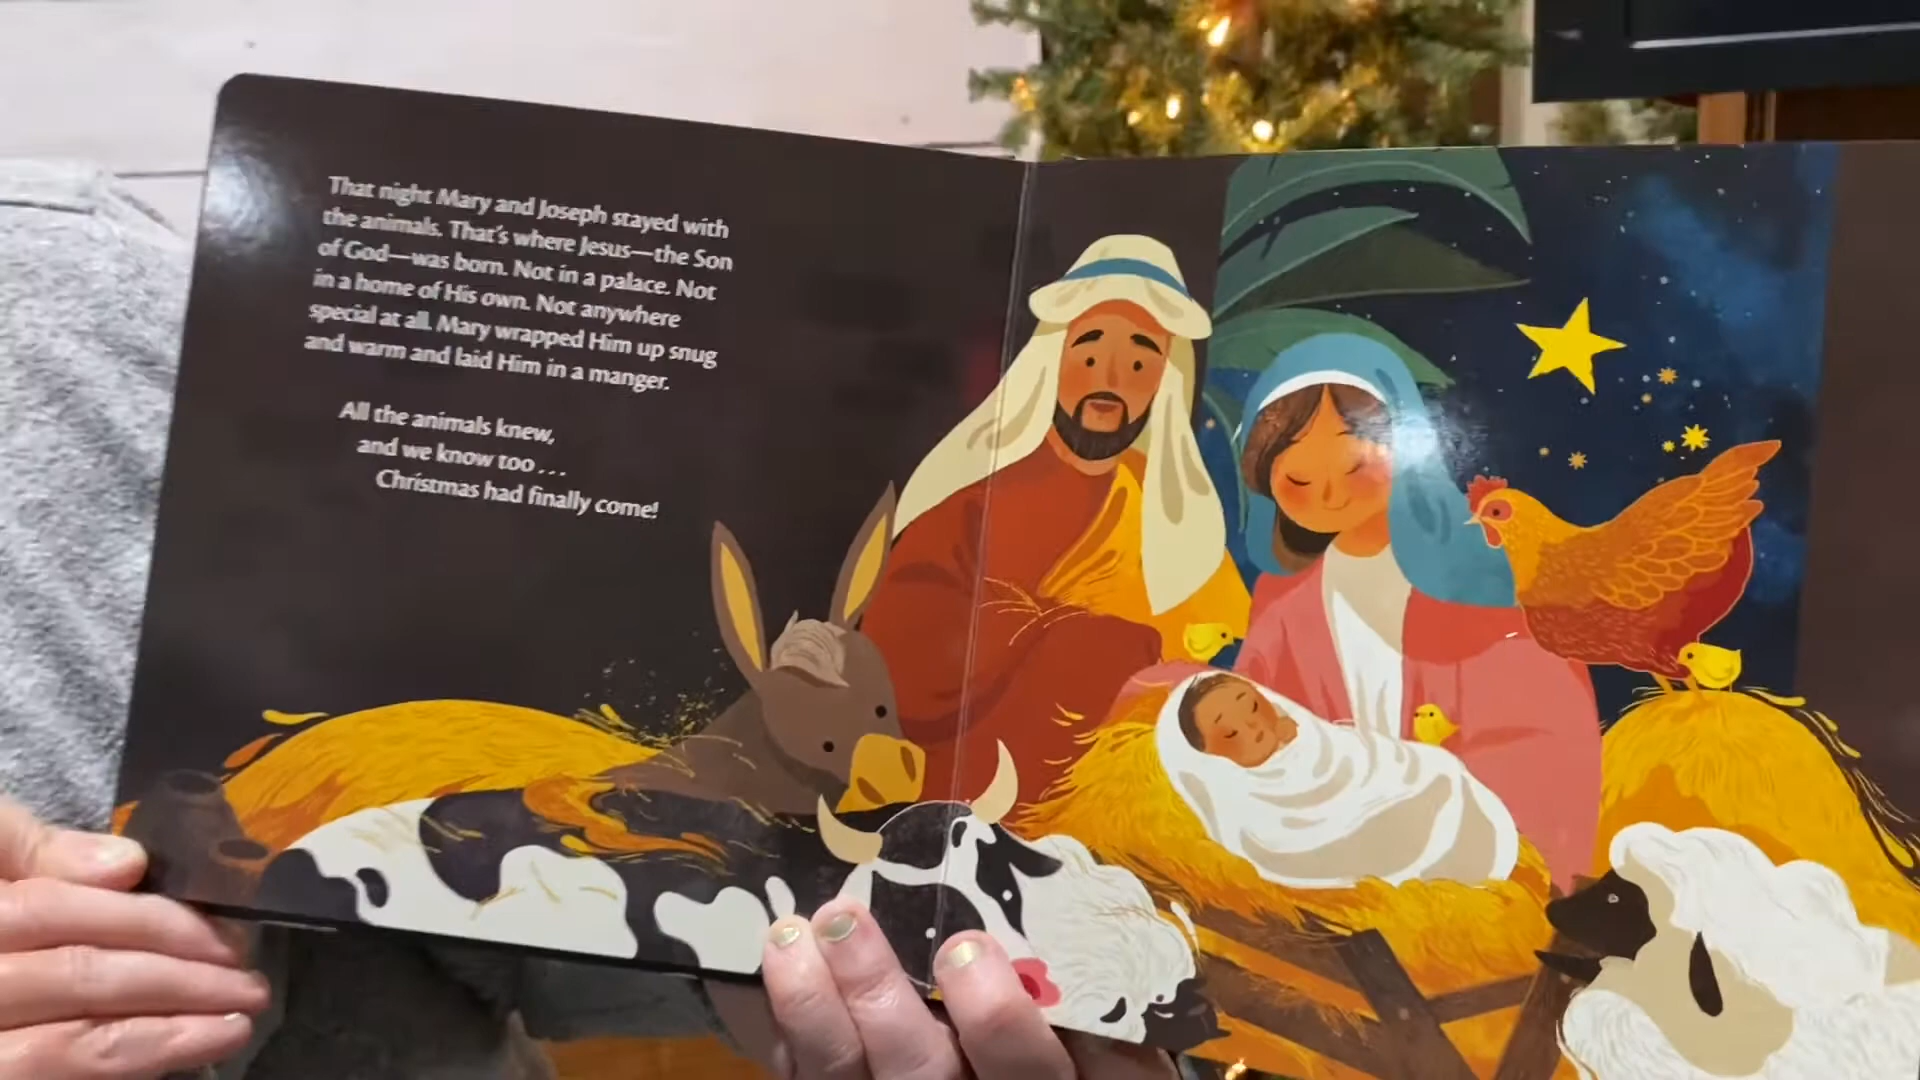 That night Mary and Joseph stayed with
the animals. That's where Jesus—the Son
of God—was born. Not in a palace. Not
in a home of His own. Not anywhere
special at all. Mary wrapped Him up snug
and warm and laid Him in a manger.
All the animals knew,
and we know too . . .
Christmas had finally come!